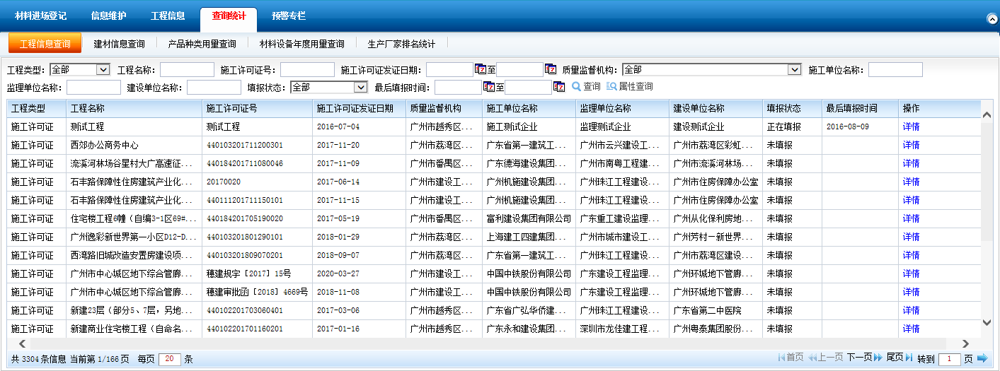 材料进场登记 信息维护 工程信息 查询统计 预警专栏
工程信息查询 建材信息查询 产品种类用量查询 材料设备年度用量查询 生产厂家排名统计
工程类型: 全部 工程名称: 施工许可证号: 施工许可证发证日期: 至 质量监督机构: 全部 施工单位名称:
监理单位名称: 建设单位名称: 填报状态: 全部 最后填报时间: 至 查询 属性查询
工程类型 工程名称 施工许可证号 施工许可证发证日期 质量监督机构 施工单位名称 监理单位名称 建设单位名称 填报状态 最后填报时间 操作
施工许可证 测试工程 测试工程 2016-07-04 广州市越秀区... 施工测试企业 监理测试企业 建设测试企业 正在填报 2016-08-09 详情
施工许可证 西郊办公商务中心 440103201711200301 2017-11-20 广州市荔湾区... 广东省第一建筑工... 广州市云兴建设工... 广州市荔湾区彩虹... 未填报 详情
施工许可证 流溪河林场谷星村大广高速征... 440184201711080046 2017-11-09 广州市番禺区... 广东德海建设集团... 广州市南粤工程建... 广州市流溪河林场... 未填报 详情
施工许可证 石丰路保障性住房建筑产业化... 20170020 2017-06-14 广州市建设工... 广州机施建设集团... 广州珠江工程建设... 广州市住房保障办公室 未填报 详情
施工许可证 石丰路保障性住房建筑产业化... 440111201711150101 2017-11-15 广州市建设工... 广州机施建设集团... 广州珠江工程建设... 广州市住房保障办公室 未填报 详情
施工许可证 住宅楼工程6幢（自编3-1区69#... 440184201705190020 2017-05-19 广州市番禺区... 富利建设集团有限公司 广东重工建设监理... 广州从化保利房地... 未填报 详情
施工许可证 广州逸彩新世界第一小区D12-D... 440103201801290101 2018-01-29 广州市荔湾区... 上海建工四建集团... 广州市城市建设工... 广州芳村－新世界... 未填报 详情
施工许可证 西湾路旧城改造安置房建设项... 440103201809070201 2018-09-07 广州市荔湾区... 广东省第一建筑工... 广州珠江工程建设... 广州市荔湾区建设... 未填报 详情
施工许可证 广州市中心城区地下综合管廊... 穗建规字［2017］15号 2020-03-27 广州市建设工... 中国中铁股份有限公司 广东建设工程监理... 广州环城地下管廊... 未填报 详情
施工许可证 广州市中心城区地下综合管廊... 穗建审批函［2018］4669号 2018-11-08 广州市建设工... 中国中铁股份有限公司 广东建设工程监理... 广州环城地下管廊... 未填报 详情
施工许可证 新建23层（部分5、7层，另地... 440102201703060401 2017-03-06 广州市越秀区... 广东省广弘华侨建... 广州珠江工程建设... 广东省第二中医院 未填报 详情
施工许可证 新建商业住宅楼工程（自命名... 440102201701160201 2017-01-16 广州市越秀区... 广东永和建设集团... 深圳市龙佳建工程... 广州粤泰集团股份... 未填报 详情
共 3304 条信息 当前第 1/166 页 每页 20 条 首页 上一页 下一页 尾页 转到 1 页